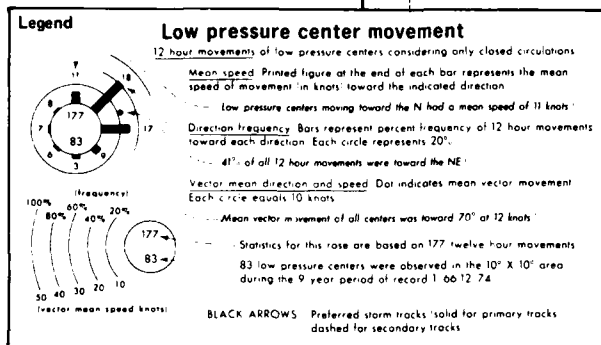 Legend
Low pressure center movement
12 hour movements of low pressure centers considering only closed circulations
Mean speed Printed figure at the end of each bar represents the mean
speed of movement (in knots) toward the indicated direction
Low pressure centers moving toward the N had a mean speed of 11 knots
Direction frequency Bars represent percent frequency of 12 hour movements
toward each direction Each circle represents 20%
41% of all 12 hour movements were toward the NE
Vector mean direction and speed Dot indicates mean vector movement
Each circle equals 10 knots
Mean vector movement of all centers was toward 70° at 12 knots
Statistics for this rose are based on 177 twelve hour movements
83 low pressure centers were observed in the 10° X 10° area
during the 9 year period of record 1 66 12 74
BLACK ARROWS Preferred storm tracks (solid for primary tracks
dashed for secondary tracks
11
18
8
177
7
17
83
6
9
3
(frequency)
100% 80% 60% 40% 20%
177
83
50 40 30 20 10
(vector mean speed knots)